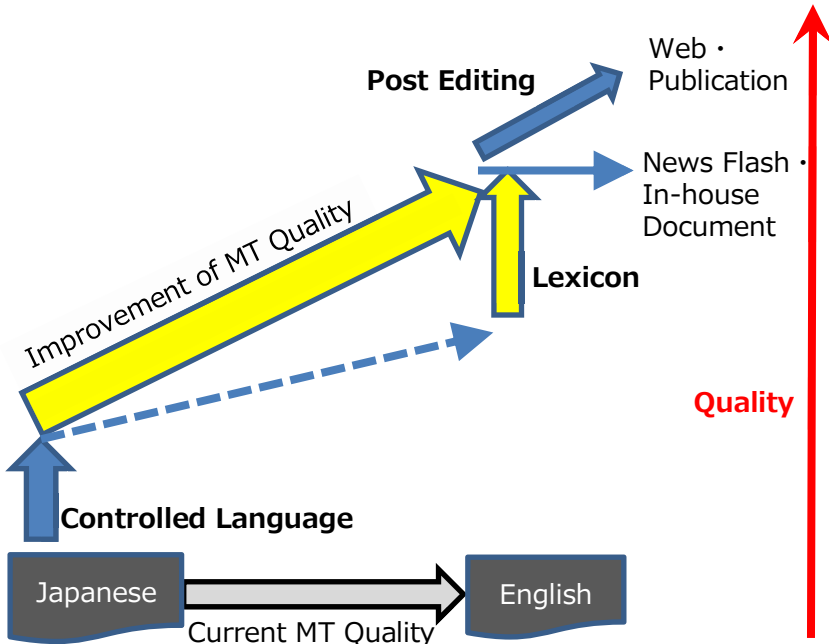 Web・
Publication
Post Editing
News Flash・
In-house
Document
Improvement of MT Quality
Lexicon
Quality
Controlled Language
Japanese
English
Current MT Quality